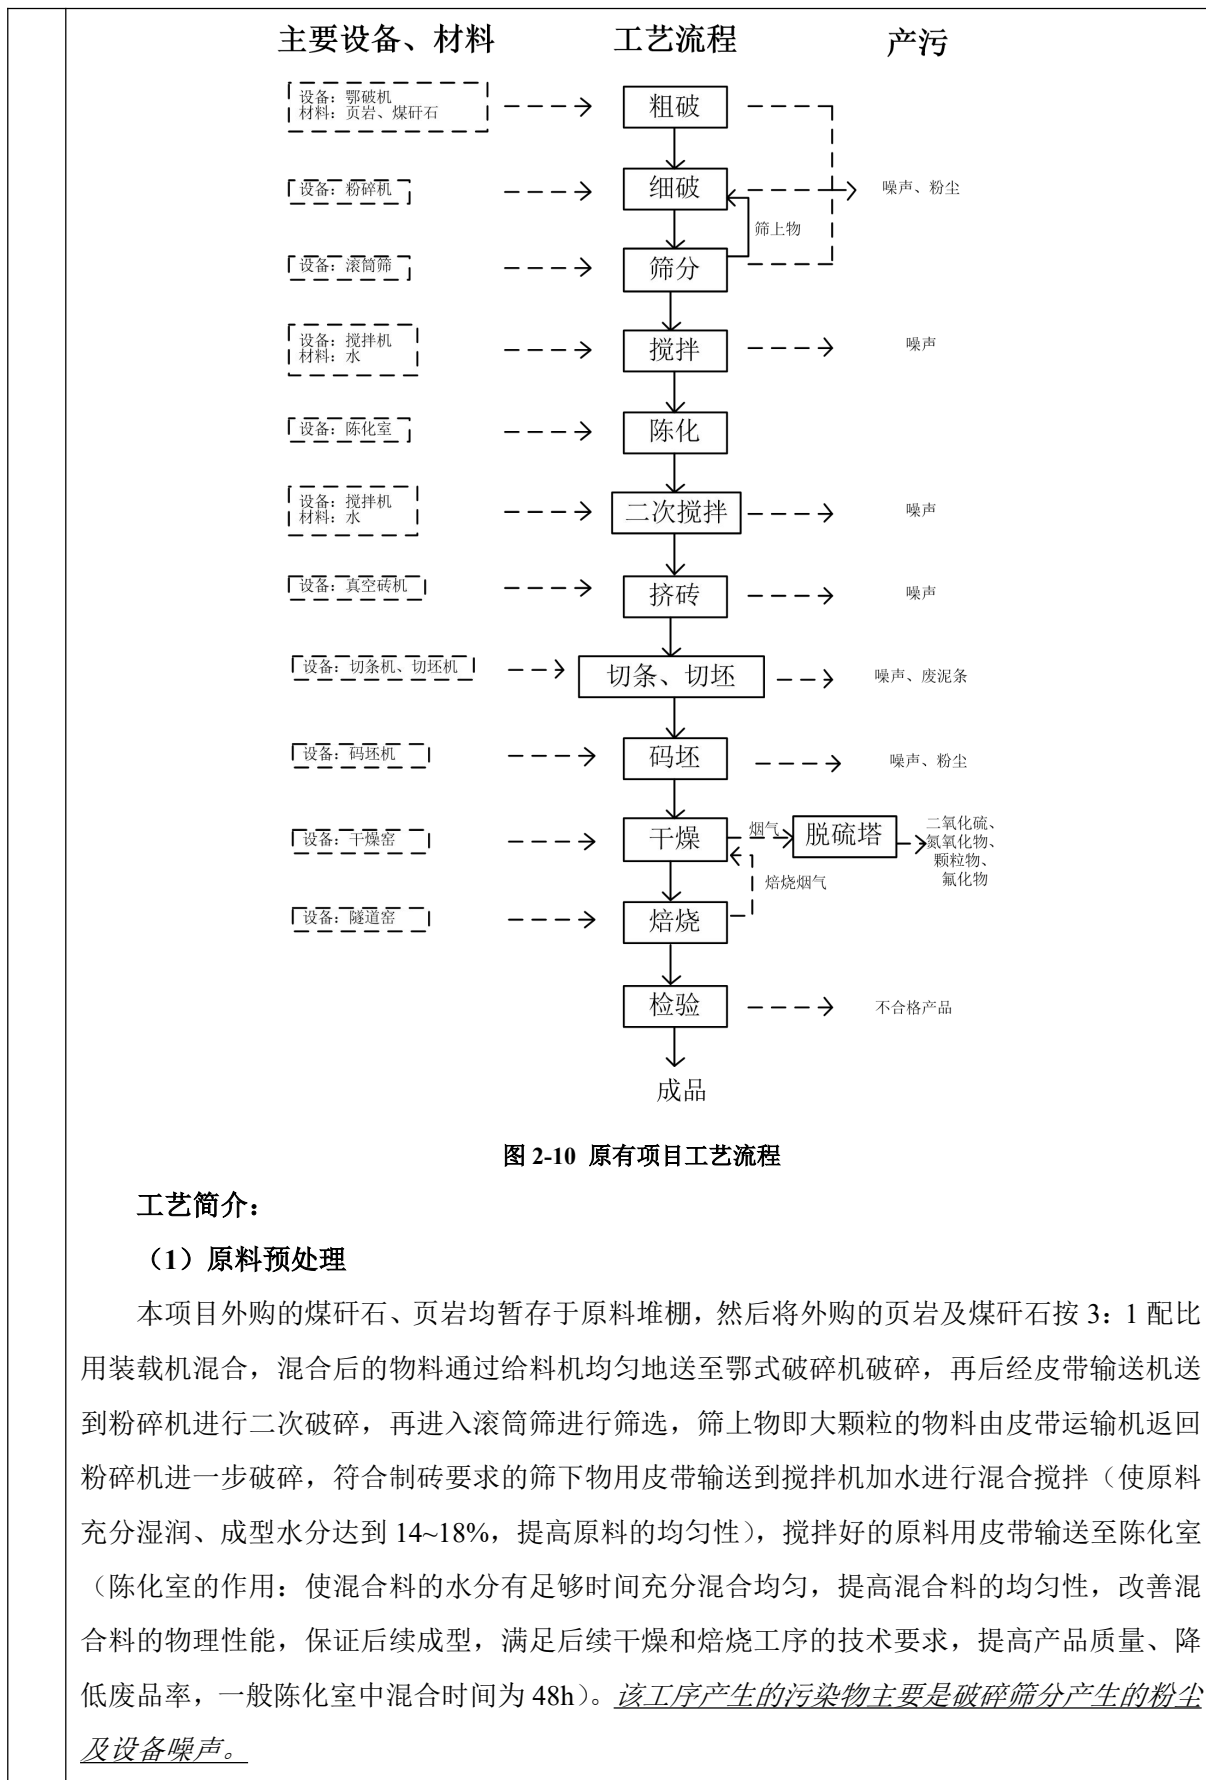 主要设备、材料 工艺流程 产污
设备：鄂破机
材料：页岩、煤矸石
粗破
设备：粉碎机
细破
噪声、粉尘
筛上物
设备：滚筒筛
筛分
设备：搅拌机
材料：水
搅拌
噪声
设备：陈化室
陈化
设备：搅拌机
材料：水
二次搅拌
噪声
设备：真空砖机
挤砖
噪声
设备：切条机、切坯机
切条、切坯
噪声、废泥条
设备：码坯机
码坯
噪声、粉尘
设备：干燥窑
干燥
烟气
脱硫塔
二氧化硫、
氮氧化物、
颗粒物、
氟化物
焙烧烟气
设备：隧道窑
焙烧
检验
不合格产品
成品
图 2-10 原有项目工艺流程
工艺简介：
（1）原料预处理
本项目外购的煤矸石、页岩均暂存于原料堆棚，然后将外购的页岩及煤矸石按 3：1 配比
用装载机混合，混合后的物料通过给料机均匀地送至鄂式破碎机破碎，再后经皮带输送机送
到粉碎机进行二次破碎，再进入滚筒筛进行筛选，筛上物即大颗粒的物料由皮带运输机返回
粉碎机进一步破碎，符合制砖要求的筛下物用皮带输送到搅拌机加水进行混合搅拌（使原料
充分湿润、成型水分达到 14~18%，提高原料的均匀性），搅拌好的原料用皮带输送至陈化室
（陈化室的作用：使混合料的水分有足够时间充分混合均匀，提高混合料的均匀性，改善混
合料的物理性能，保证后续成型，满足后续干燥和焙烧工序的技术要求，提高产品质量、降
低废品率，一般陈化室中混合时间为 48h）。该工序产生的污染物主要是破碎筛分产生的粉尘
及设备噪声。